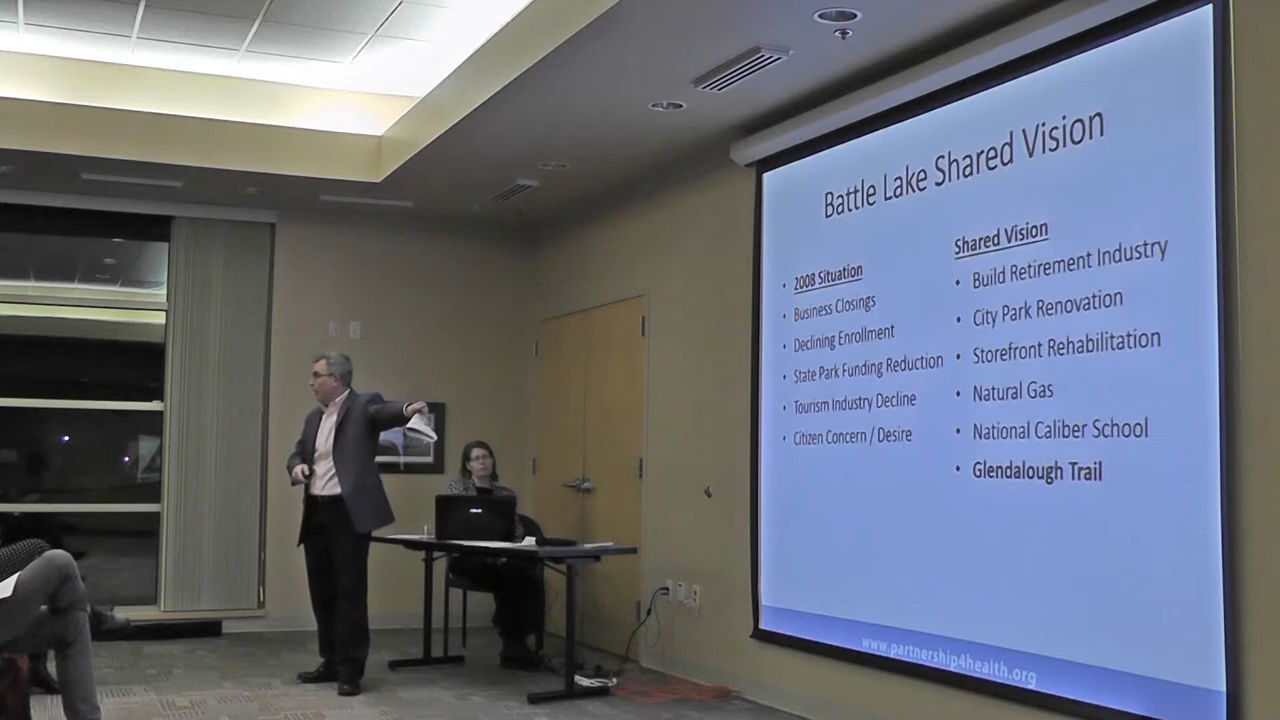 Battle Lake Shared Vision
• 2008 Situation
• Business Closings
• Declining Enrollment
• State Park Funding Reduction
• Tourism Industry Decline
• Citizen Concern / Desire
Shared Vision
• Build Retirement Industry
• City Park Renovation
• Storefront Rehabilitation
• Natural Gas
• National Caliber School
• Glendalough Trail
www.partnership4health.org